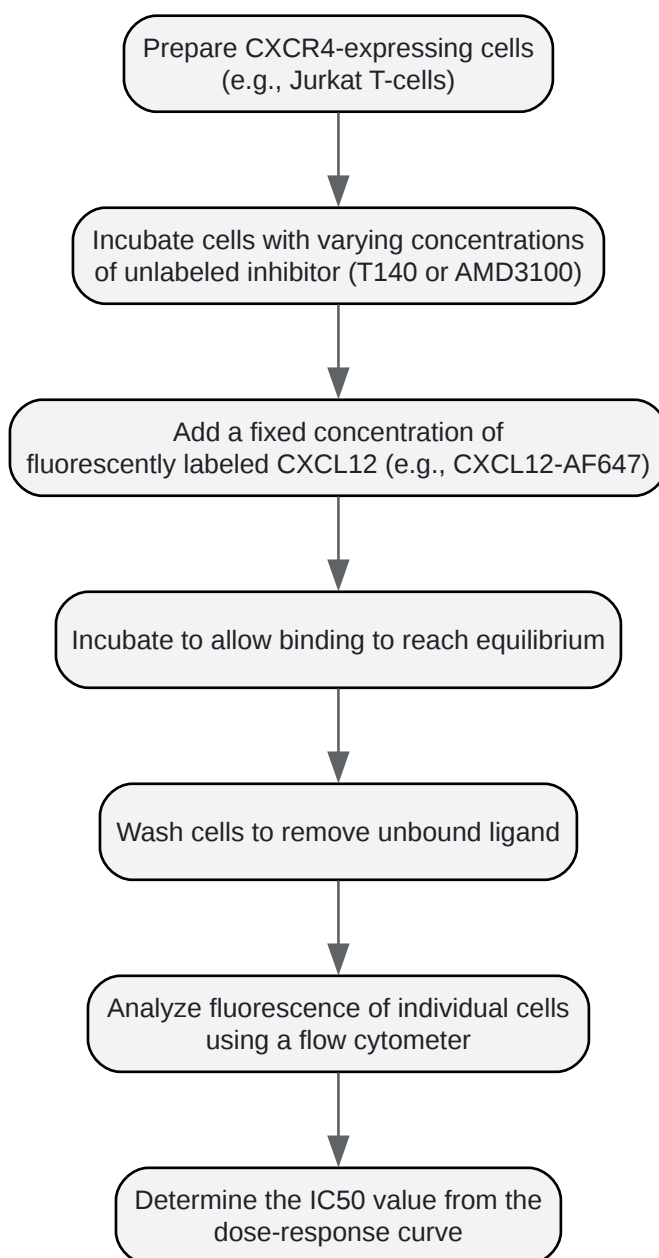 Prepare CXCR4-expressing cells
(e.g., Jurkat T-cells)
Incubate cells with varying concentrations
of unlabeled inhibitor (T140 or AMD3100)
Add a fixed concentration of
fluorescently labeled CXCL12 (e.g., CXCL12-AF647)
Incubate to allow binding to reach equilibrium
Wash cells to remove unbound ligand
Analyze fluorescence of individual cells
using a flow cytometer
Determine the IC50 value from the
dose-response curve